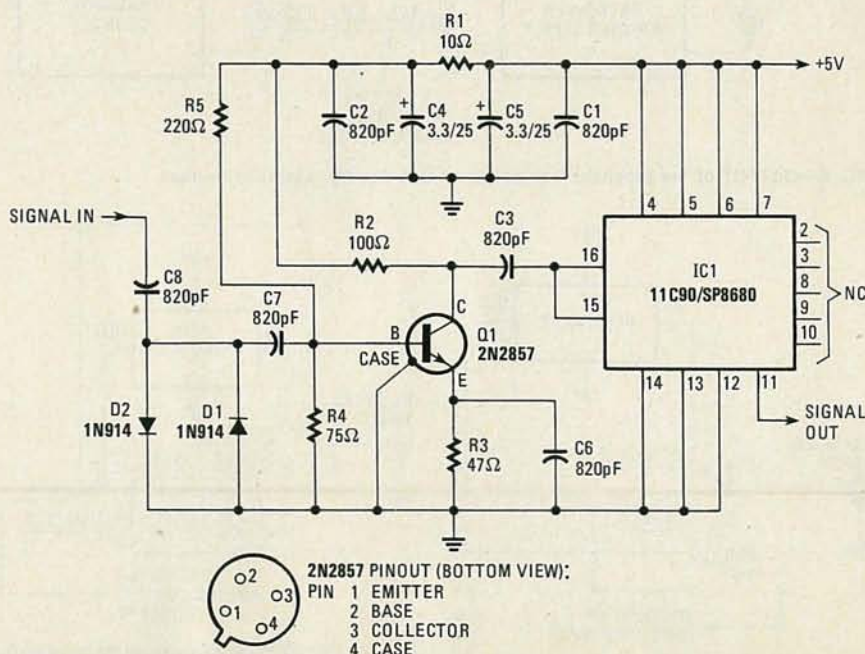 R1
10Ω
+5V
R5
220Ω
C2
820pF
+
C4
3.3/25
+
C5
3.3/25
C1
820pF
4
5
6
7
SIGNAL IN
R2
100Ω
C3
820pF
16
15
IC1
11C90/SP8680
2
3
8
9
10
NC
C8
820pF
C7
820pF
B
C
E
CASE
Q1
2N2857
14
13
12
11
SIGNAL
OUT
D2
1N914
D1
1N914
R4
75Ω
R3
47Ω
C6
820pF
2N2857 PINOUT (BOTTOM VIEW):
PIN 1 EMITTER
2 BASE
3 COLLECTOR
4 CASE
2
1
3
4